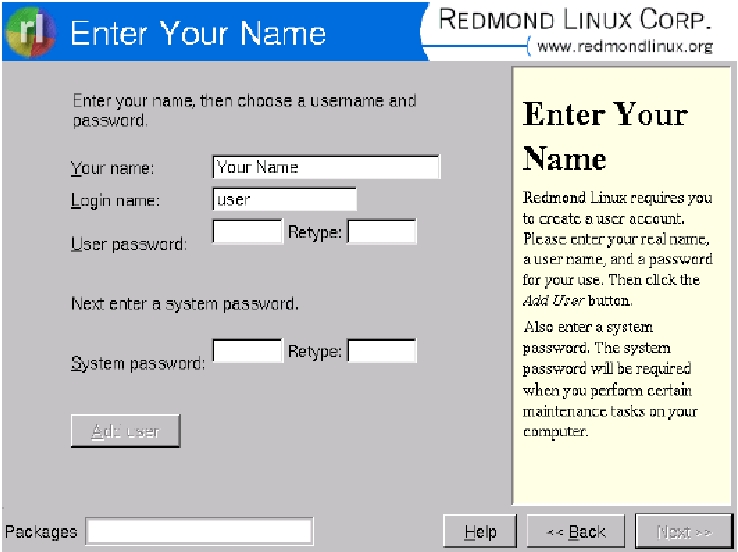 rl
Enter Your Name
REDMOND LINUX CORP.
www.redmondlinux.org
Enter your name, then choose a username and
password.
Your name: Your Name
Login name: user
User password: Retype:
Next enter a system password.
System password: Retype:
Add user
Enter Your
Name
Redmond Linux requires you
to create a user account.
Please enter your real name,
a user name, and a password
for your use. Then click the
Add User button.
Also enter a system
password. The system
password will be required
when you perform certain
maintenance tasks on your
computer.
Packages
Help
<< Back
Next >>